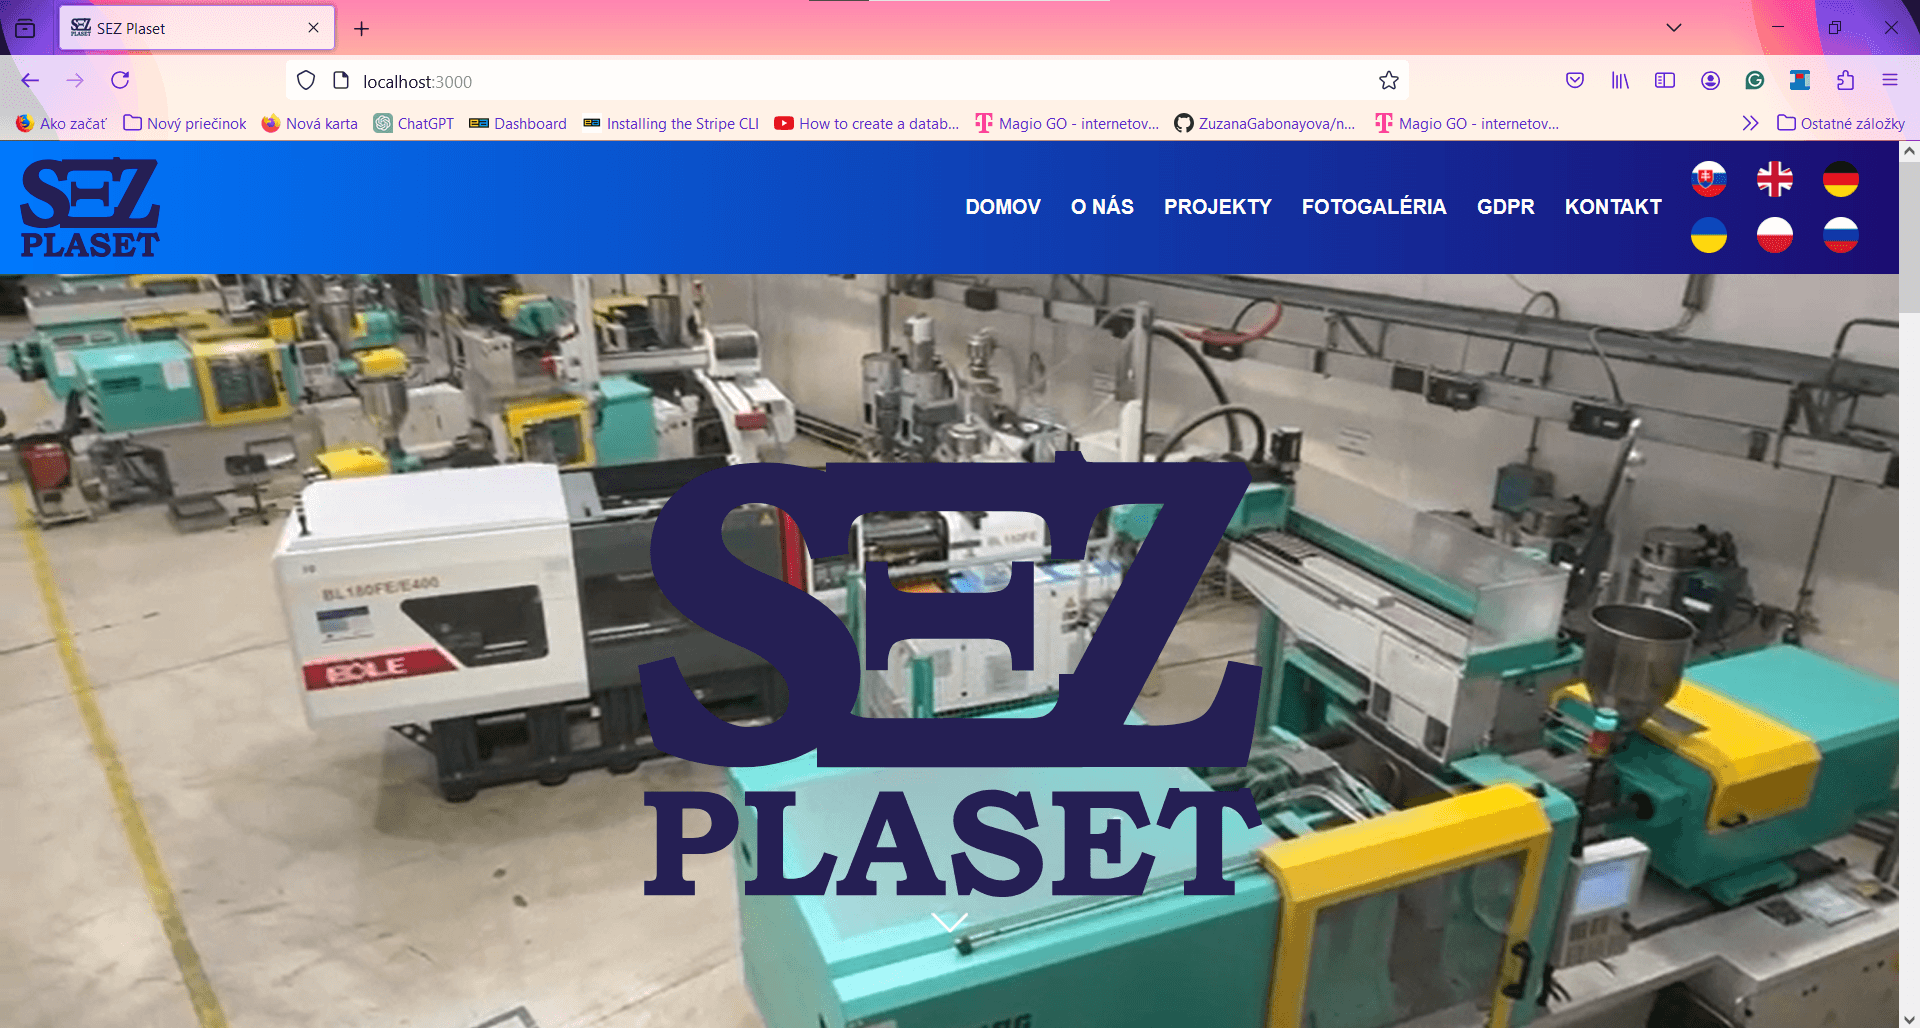 SEZ Plaset
localhost:3000
Ako začať
Nový priečinok
Nová karta
ChatGPT
Dashboard
Installing the Stripe CLI
How to create a datab...
Magio GO - internetov...
ZuzanaGabonayova/n...
Magio GO - internetov...
Ostatné záložky
SEZ
PLASET
DOMOV
O NÁS
PROJEKTY
FOTOGALÉRIA
GDPR
KONTAKT
BL180FE/E400
BOLE
BL180FE
SEZ
PLASET